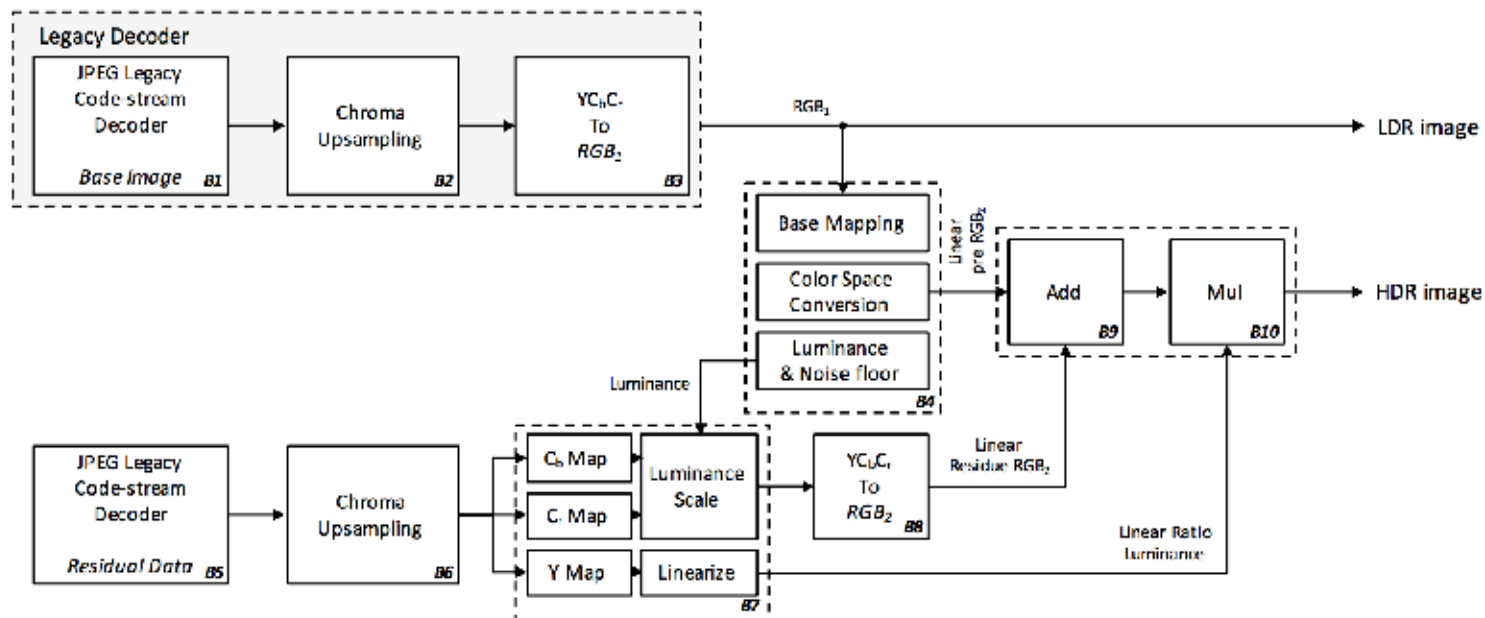 Legacy Decoder
JPEG Legacy
Code-stream
Decoder
Base Image B1
Chroma
Upsampling
B2
YCbCr
To
RGB2
B3
RGB1
LDR image
Base Mapping
Color Space
Conversion
Luminance
& Noise floor
B4
Linear
pre RGB2
Add
B9
Mul
B10
HDR image
Luminance
JPEG Legacy
Code-stream
Decoder
Residual Data B5
Chroma
Upsampling
B6
Cb Map
Cr Map
Y Map
Luminance
Scale
Linearize
B7
YCbCr
To
RGB2
B8
Linear
Residue RGB2
Linear Ratio
Luminance